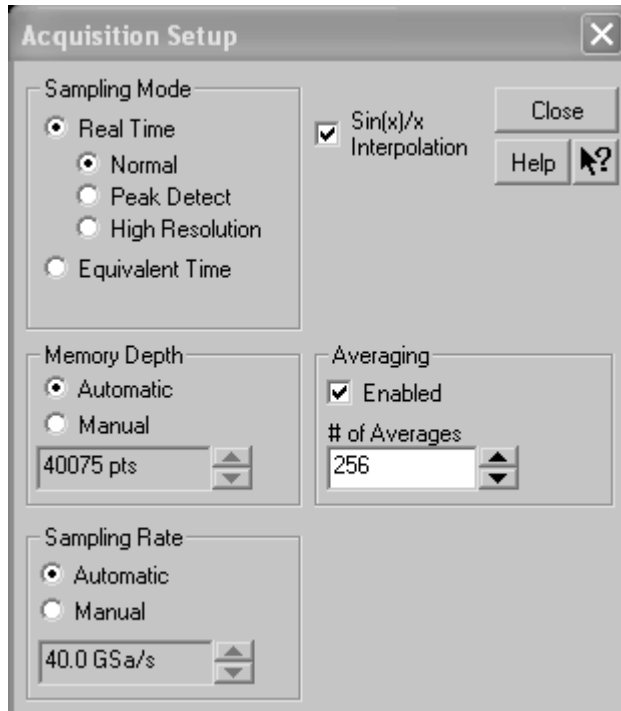 Acquisition Setup
Sampling Mode
Real Time
Normal
Peak Detect
High Resolution
Equivalent Time
Sin(x)/x
Interpolation
Close
Help
Memory Depth
Automatic
Manual
40075 pts
Averaging
Enabled
# of Averages
256
Sampling Rate
Automatic
Manual
40.0 GSa/s